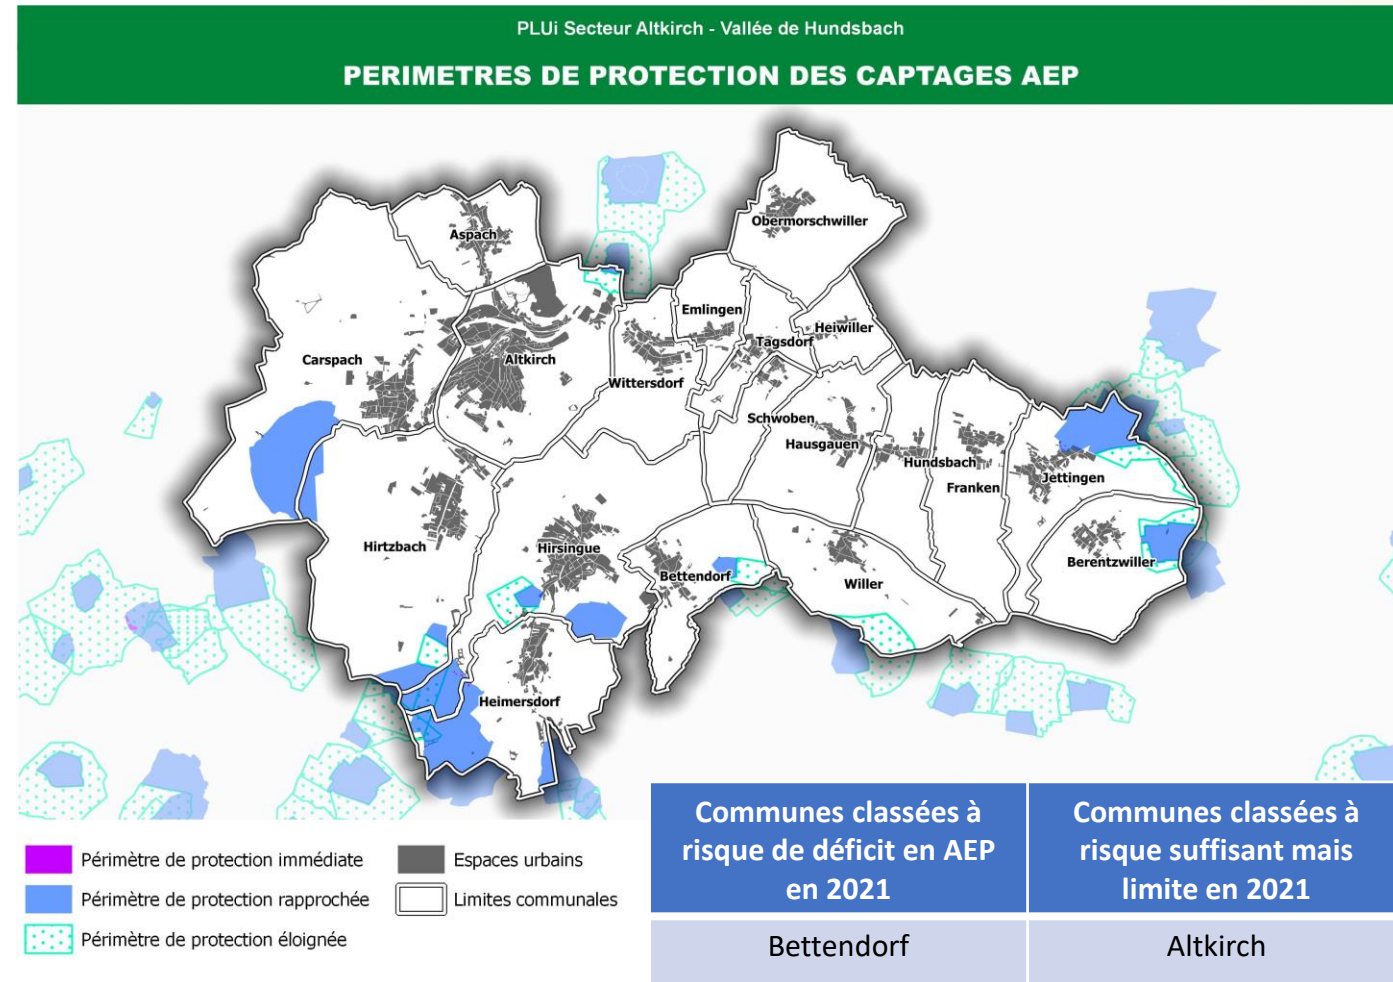 PLUi Secteur Altkirch - Vallée de Hundsbach
PERIMETRES DE PROTECTION DES CAPTAGES AEP
Obermorschwiller
Aspach
Emlingen
Heiwiller
Tagsdorf
Carspach
Altkirch
Wittersdorf
Schwoben
Hausgauen
Hundsbach
Franken
Jettingen
Hirtzbach
Hirsingue
Bettendorf
Willer
Berentzwiller
Heimersdorf
Périmètre de protection immédiate
Périmètre de protection rapprochée
Périmètre de protection éloignée
Espaces urbains
Limites communales
Communes classées à
risque de déficit en AEP
en 2021
Communes classées à
risque suffisant mais
limite en 2021
Bettendorf
Altkirch